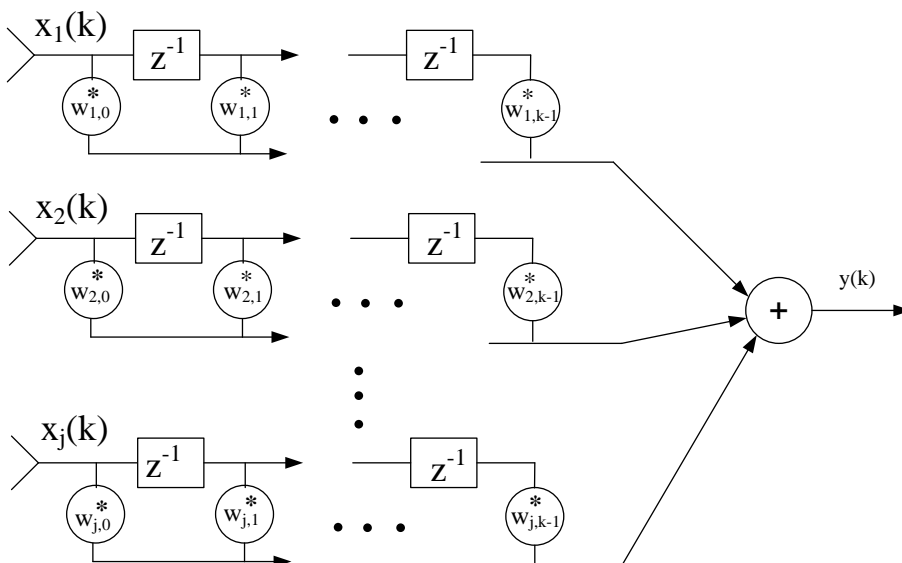 x₁(k)
z⁻¹
z⁻¹
w*₁,₀
w*₁,₁
• • •
w*₁,ₖ₋₁
x₂(k)
z⁻¹
z⁻¹
w*₂,₀
w*₂,₁
• • •
w*₂,ₖ₋₁
y(k)
+
xⱼ(k)
z⁻¹
z⁻¹
w*ⱼ,₀
w*ⱼ,₁
• • •
w*ⱼ,ₖ₋₁